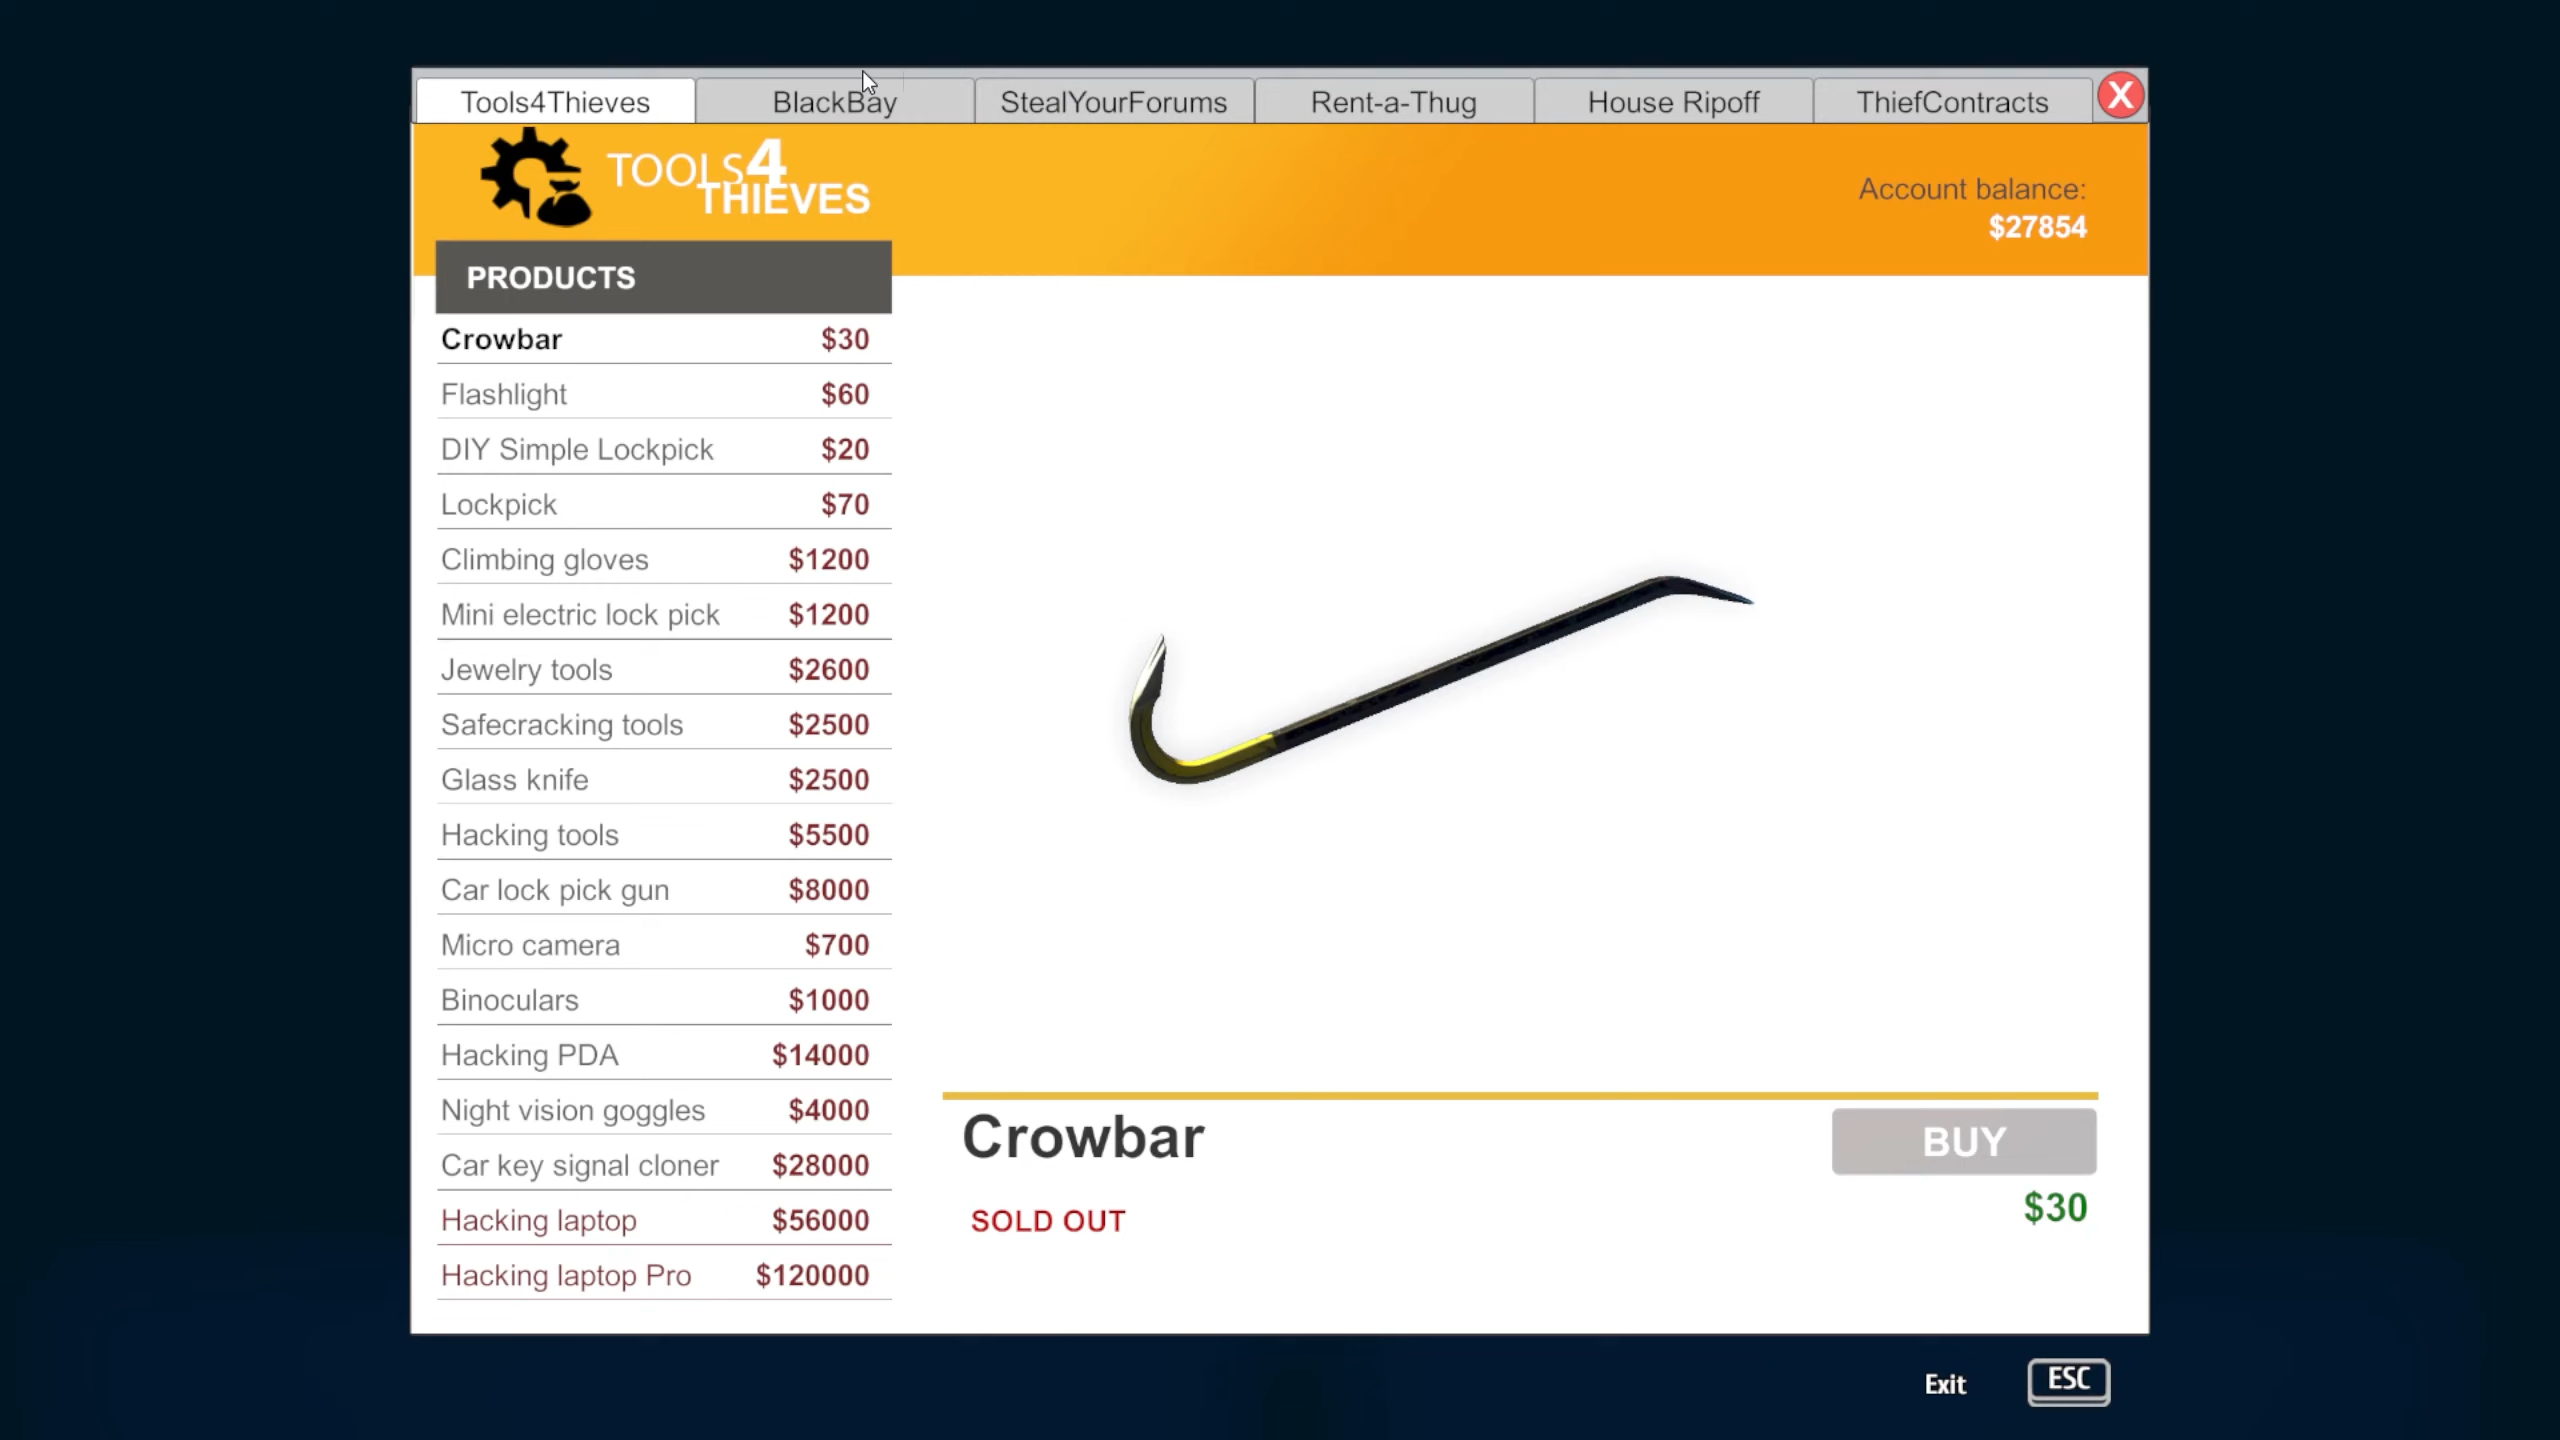 Tools4Thieves
BlackBay
StealYourForums
Rent-a-Thug
House Ripoff
ThiefContracts
X
TOOLS4
THIEVES
Account balance:
$27854
PRODUCTS
Crowbar $30
Flashlight $60
DIY Simple Lockpick $20
Lockpick $70
Climbing gloves $1200
Mini electric lock pick $1200
Jewelry tools $2600
Safecracking tools $2500
Glass knife $2500
Hacking tools $5500
Car lock pick gun $8000
Micro camera $700
Binoculars $1000
Hacking PDA $14000
Night vision goggles $4000
Car key signal cloner $28000
Hacking laptop $56000
Hacking laptop Pro $120000
Crowbar
BUY
SOLD OUT
$30
Exit ESC